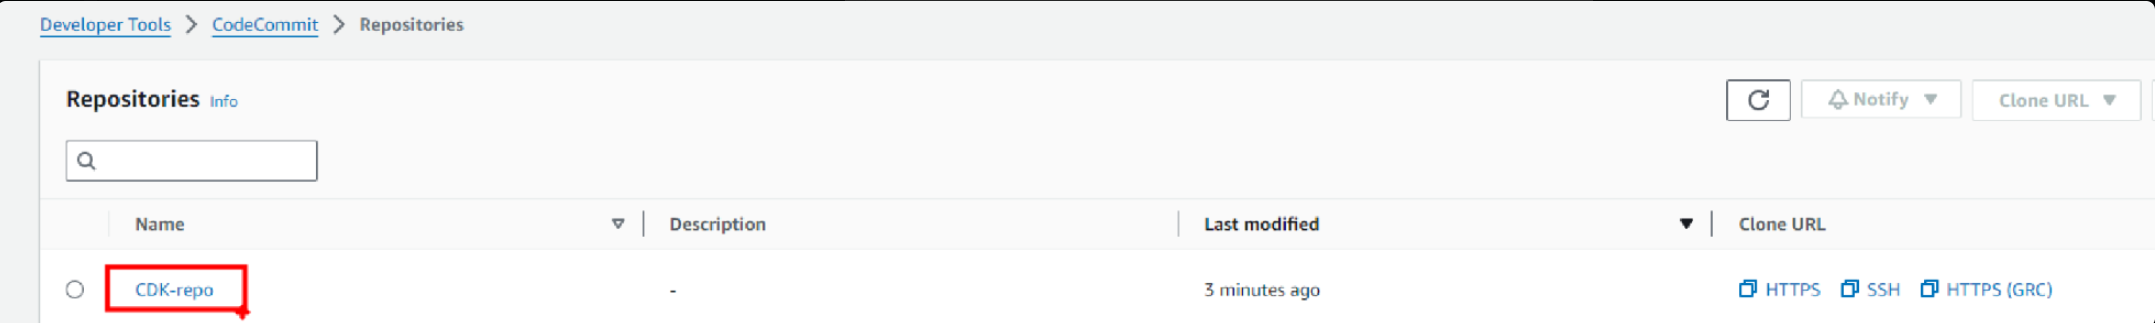 Developer Tools > CodeCommit > Repositories
Repositories Info
Notify ▼ Clone URL ▼
Name Description Last modified Clone URL
CDK-repo - 3 minutes ago HTTPS SSH HTTPS (GRC)